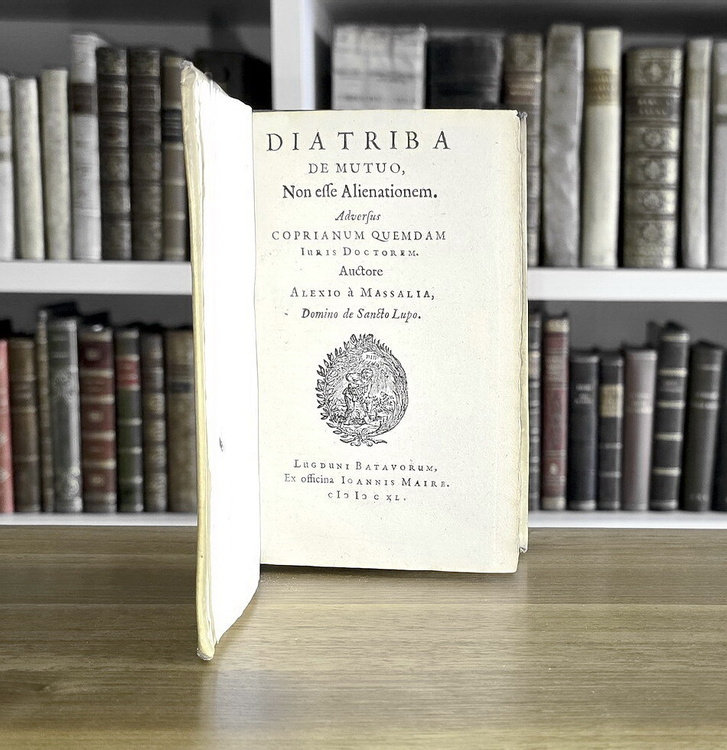 DIATRIBA
DE MUTUO,
Non eſſe Alienationem.
Adverſus
COPRIANUM QUEMDAM
IURIS DOCTOREM.
Auctore
ALEXIO à MASSALIA,
Domino de Sancto Lupo.
LUGDUNI BATAVORUM,
Ex officina IOANNIS MAIRE.
cIↄ Iↄ c XL.